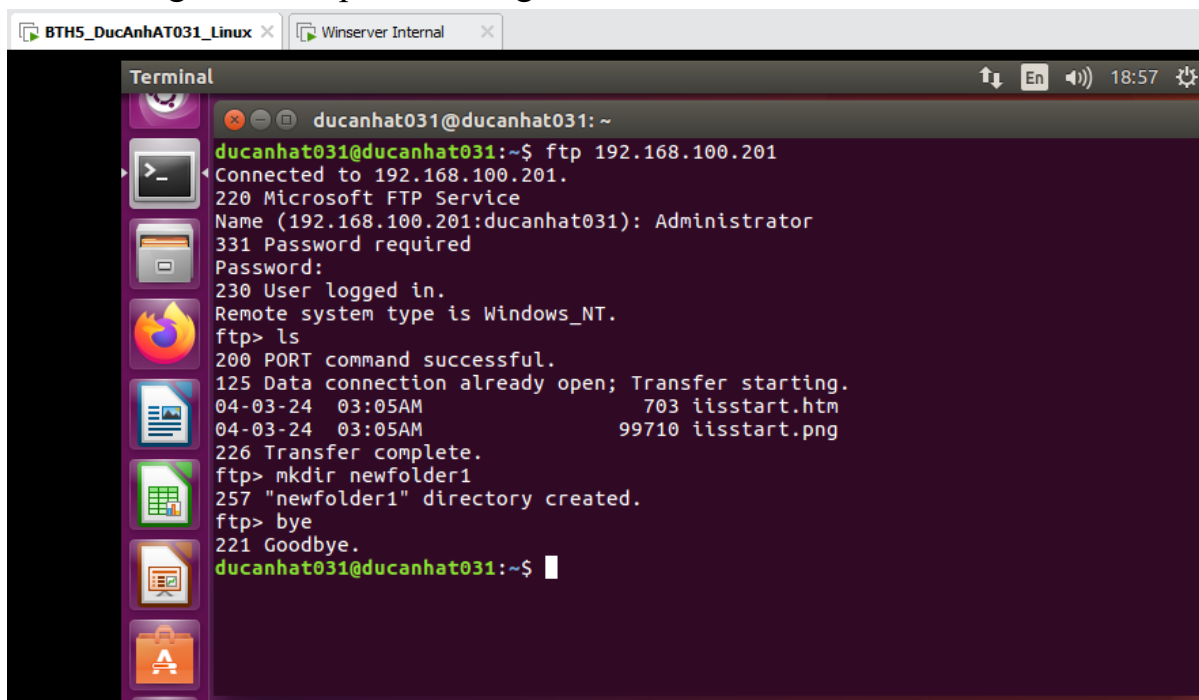 BTH5_DucAnhAT031_Linux
Winserver Internal
Terminal
En
18:57
ducanhat031@ducanhat031: ~
ducanhat031@ducanhat031:~$ ftp 192.168.100.201
Connected to 192.168.100.201.
220 Microsoft FTP Service
Name (192.168.100.201:ducanhat031): Administrator
331 Password required
Password:
230 User logged in.
Remote system type is Windows_NT.
ftp> ls
200 PORT command successful.
125 Data connection already open; Transfer starting.
04-03-24  03:05AM                  703 iisstart.htm
04-03-24  03:05AM                99710 iisstart.png
226 Transfer complete.
ftp> mkdir newfolder1
257 "newfolder1" directory created.
ftp> bye
221 Goodbye.
ducanhat031@ducanhat031:~$